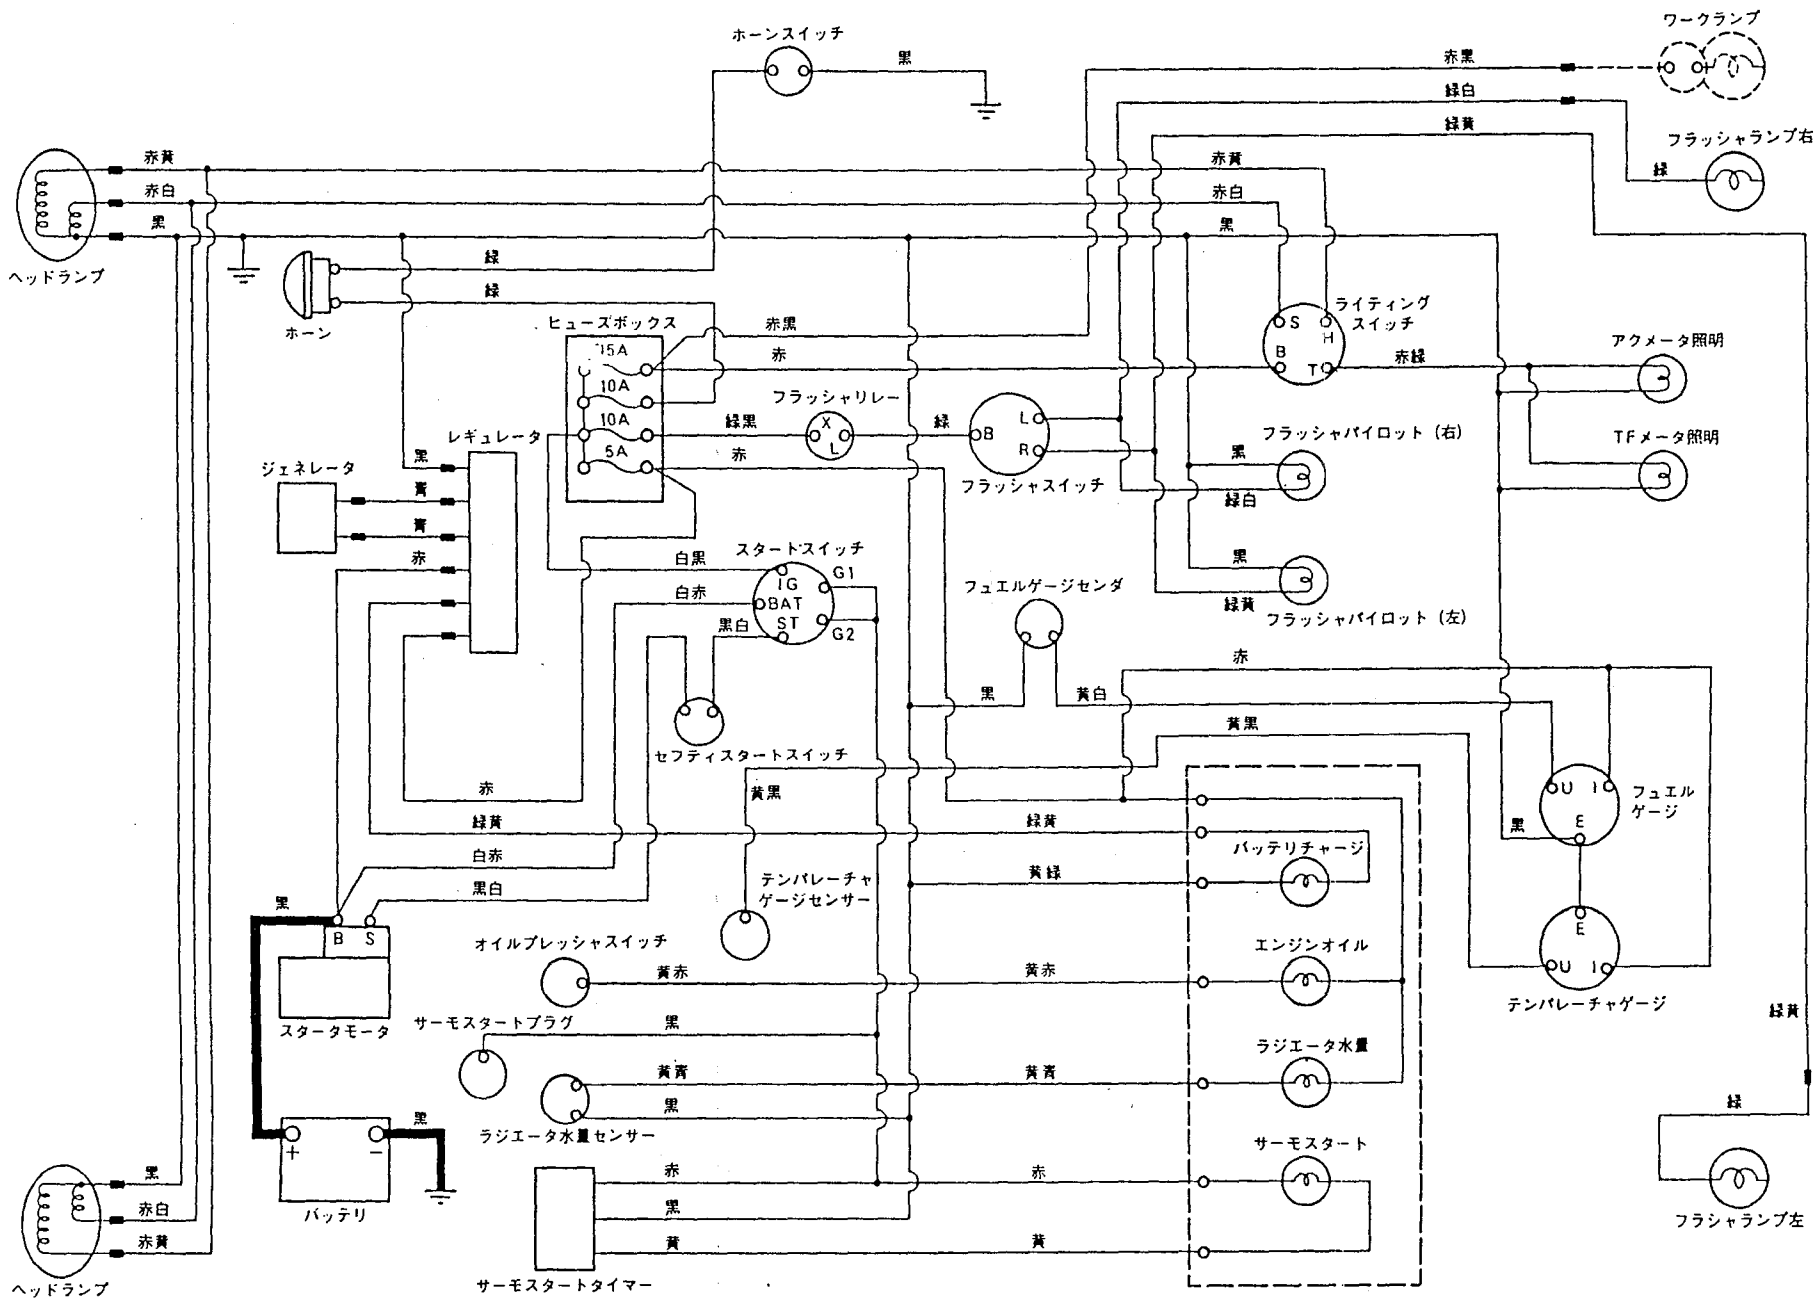 ワークランプ
ホーンスイッチ
黒
赤黒
緑白
緑黄
フラッシャランプ右
緑
赤黄
赤黄
赤白
赤白
黒
黒
ヘッドランプ
緑
緑
ホーン
ヒューズボックス
赤黒
15A
赤
10A
10A
5A
ライティング
スイッチ
S
H
B
T
赤緑
アクメータ照明
フラッシャリレー
緑黒
X
L
緑
B
L
R
フラッシャスイッチ
赤
フラッシャパイロット(右)
黒
緑白
TFメータ照明
レギュレータ
黒
ジェネレータ
青
青
赤
スタートスイッチ
白黒
IG
G1
白赤
BAT
黒白
ST
G2
フュエルゲージセンダ
黒
緑黄
フラッシャパイロット(左)
赤
黒
黄白
黄黒
セフティスタートスイッチ
赤
黄黒
U
I
E
フュエル
ゲージ
黒
緑黄
緑黄
白赤
バッテリチャージ
黒白
黄緑
テンパレーチャ
ゲージセンサー
黒
B
S
オイルプレッシャスイッチ
エンジンオイル
E
黄赤
黄赤
U
I
テンパレーチャゲージ
緑黄
スタータモータ
サーモスタートプラグ
黒
ラジエータ水量
黄青
黄青
黒
緑
黒
+
−
ラジエータ水量センサー
サーモスタート
黒
赤
赤
赤白
黒
バッテリ
フラシャランプ左
赤黄
黄
黄
ヘッドランプ
サーモスタートタイマー